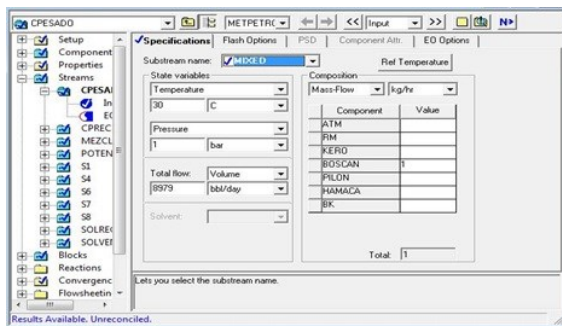 CPESADO
METPETRO
<< Input >>
N>
Setup
Component
Properties
Streams
CPESA
In
EO
CPREC
MEZCL
POTEN
S1
S4
S6
S7
S8
SOLREC
SOLVEN
Blocks
Reactions
Convergenc
Flowsheetin
Specifications Flash Options PSD Component Attr. EO Options
Substream name: MIXED Ref Temperature
State variables
Temperature
30 C
Pressure
1 bar
Total flow: Volume
8979 bbl/day
Solvent:
Composition
Mass-Flow kg/hr
Component Value
ATM
RM
KERO
BOSCAN 1
PILON
HAMACA
BK
Total: 1
Lets you select the substream name.
Results Available. Unreconciled.